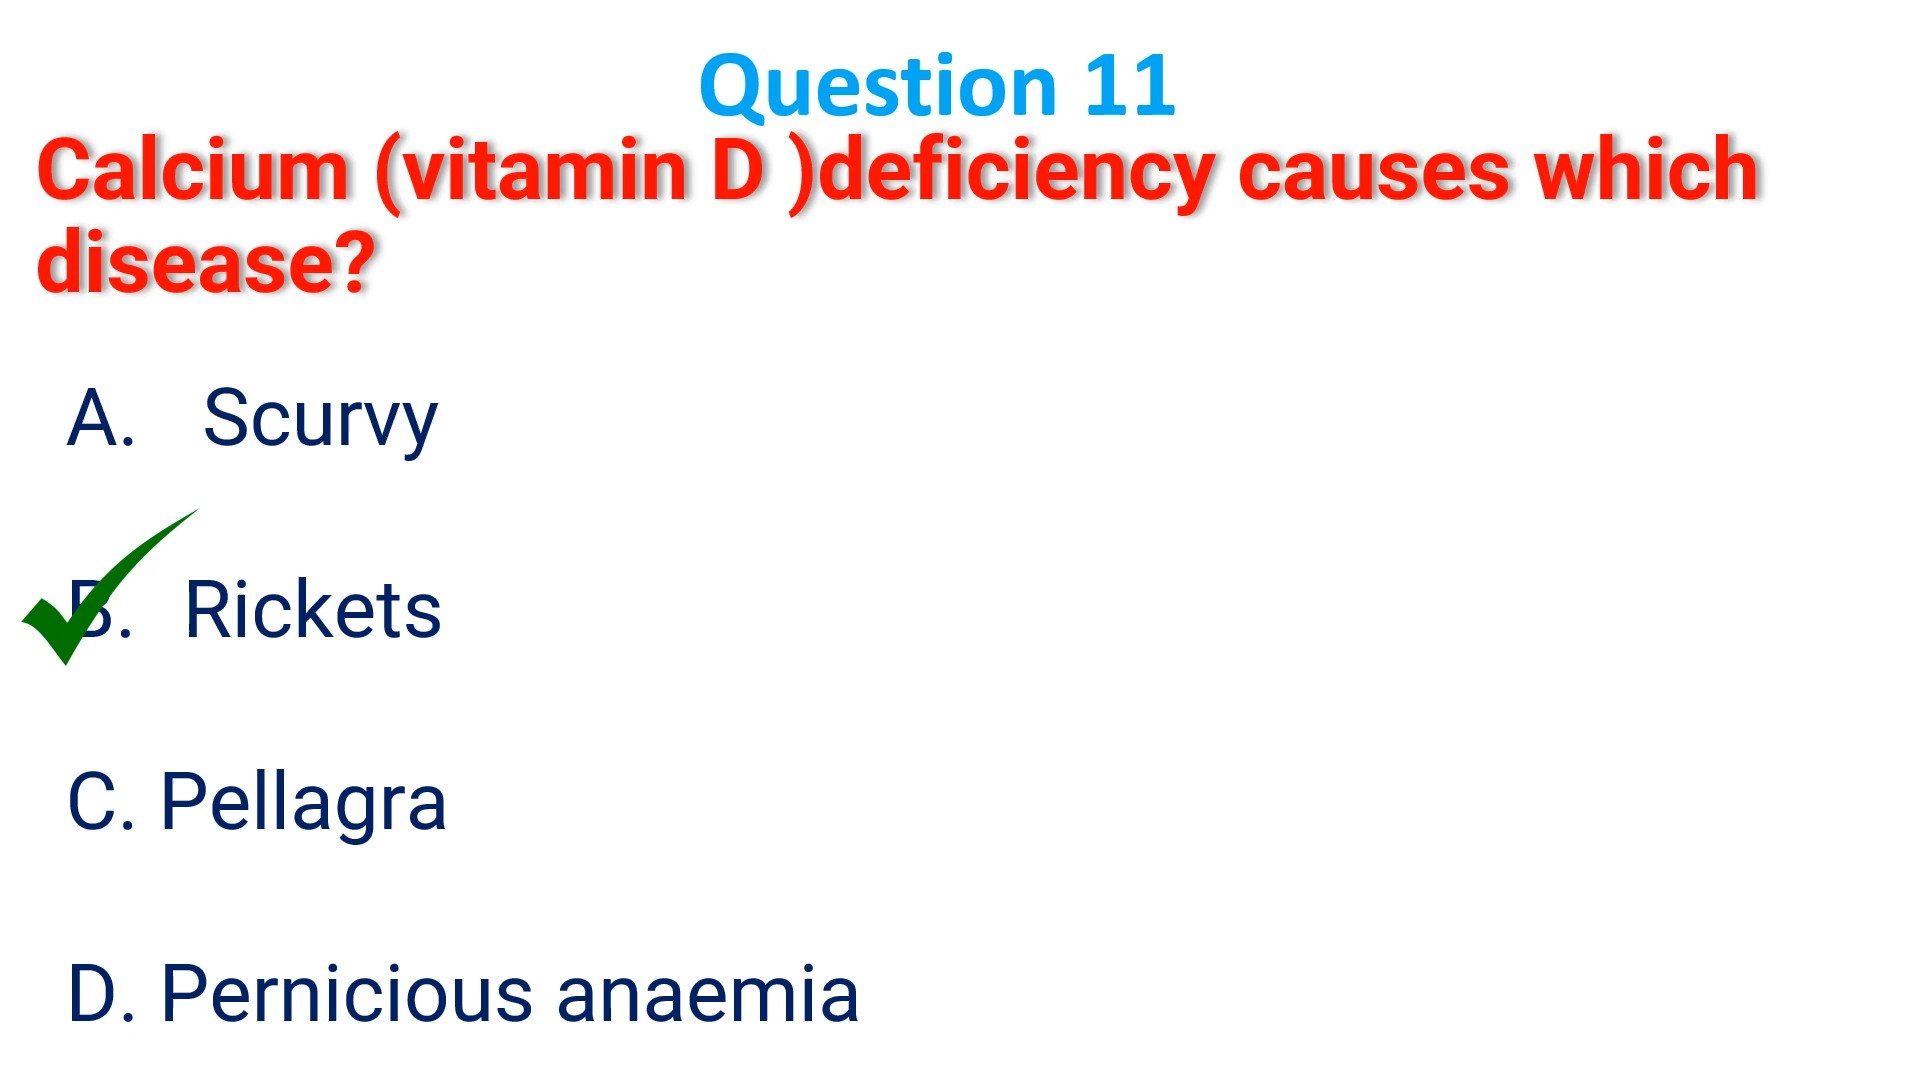 Question 11
Calcium (vitamin D )deficiency causes which
disease?
A. Scurvy
B. Rickets
C. Pellagra
D. Pernicious anaemia